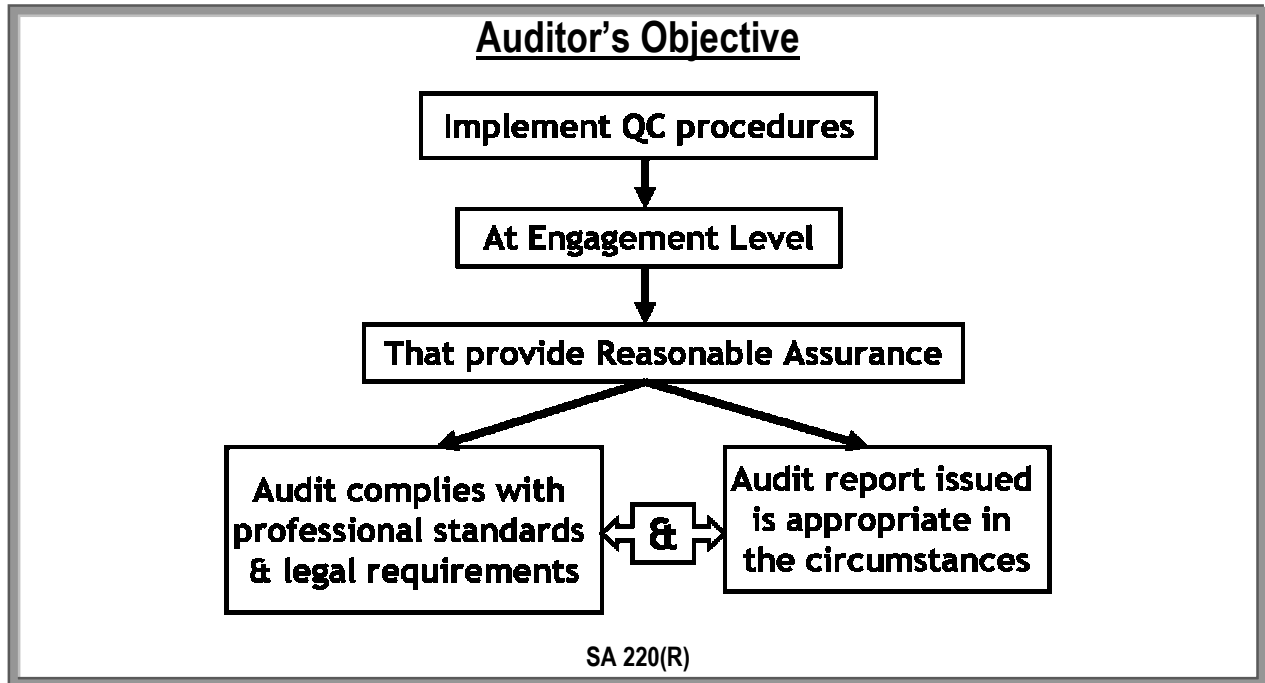 Auditor’s Objective
Implement QC procedures
At Engagement Level
That provide Reasonable Assurance
Audit complies with
professional standards
& legal requirements
&
Audit report issued
is appropriate in
the circumstances
SA 220(R)